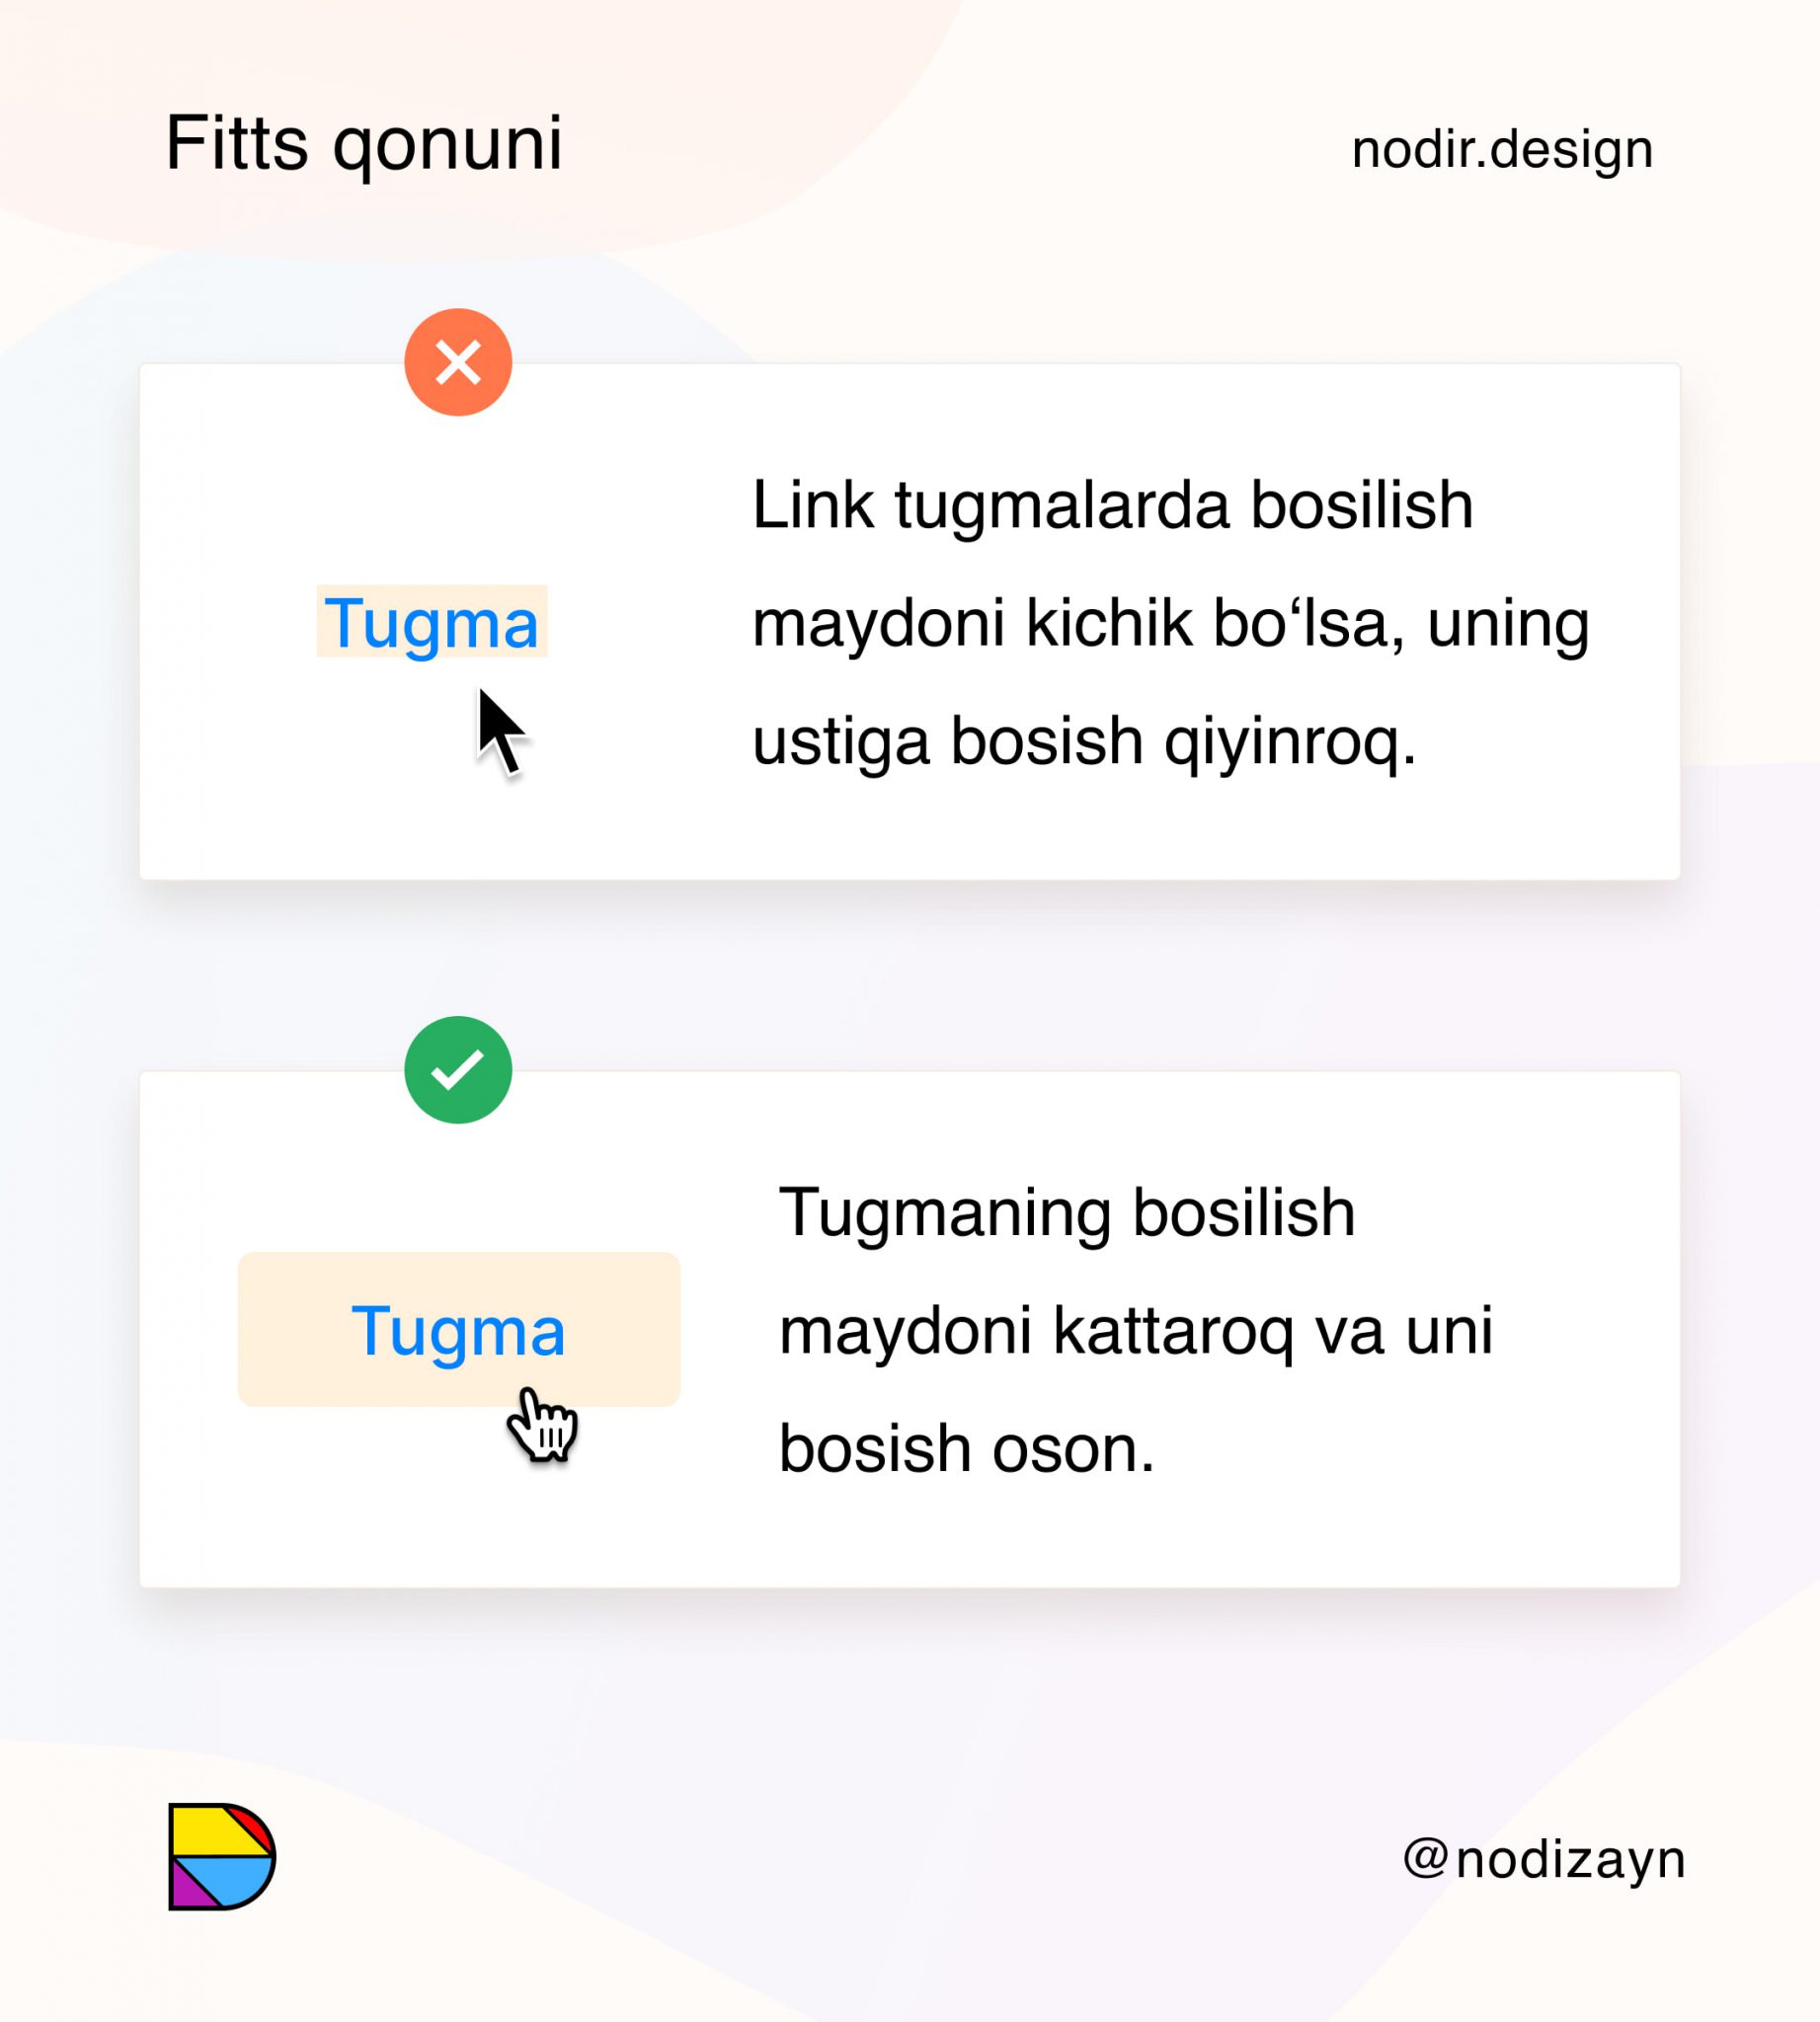 Fitts qonuni
nodir.design
Link tugmalarda bosilish
maydoni kichik bo‘lsa, uning
ustiga bosish qiyinroq.
Tugma
Tugmaning bosilish
maydoni kattaroq va uni
bosish oson.
Tugma
@nodizayn